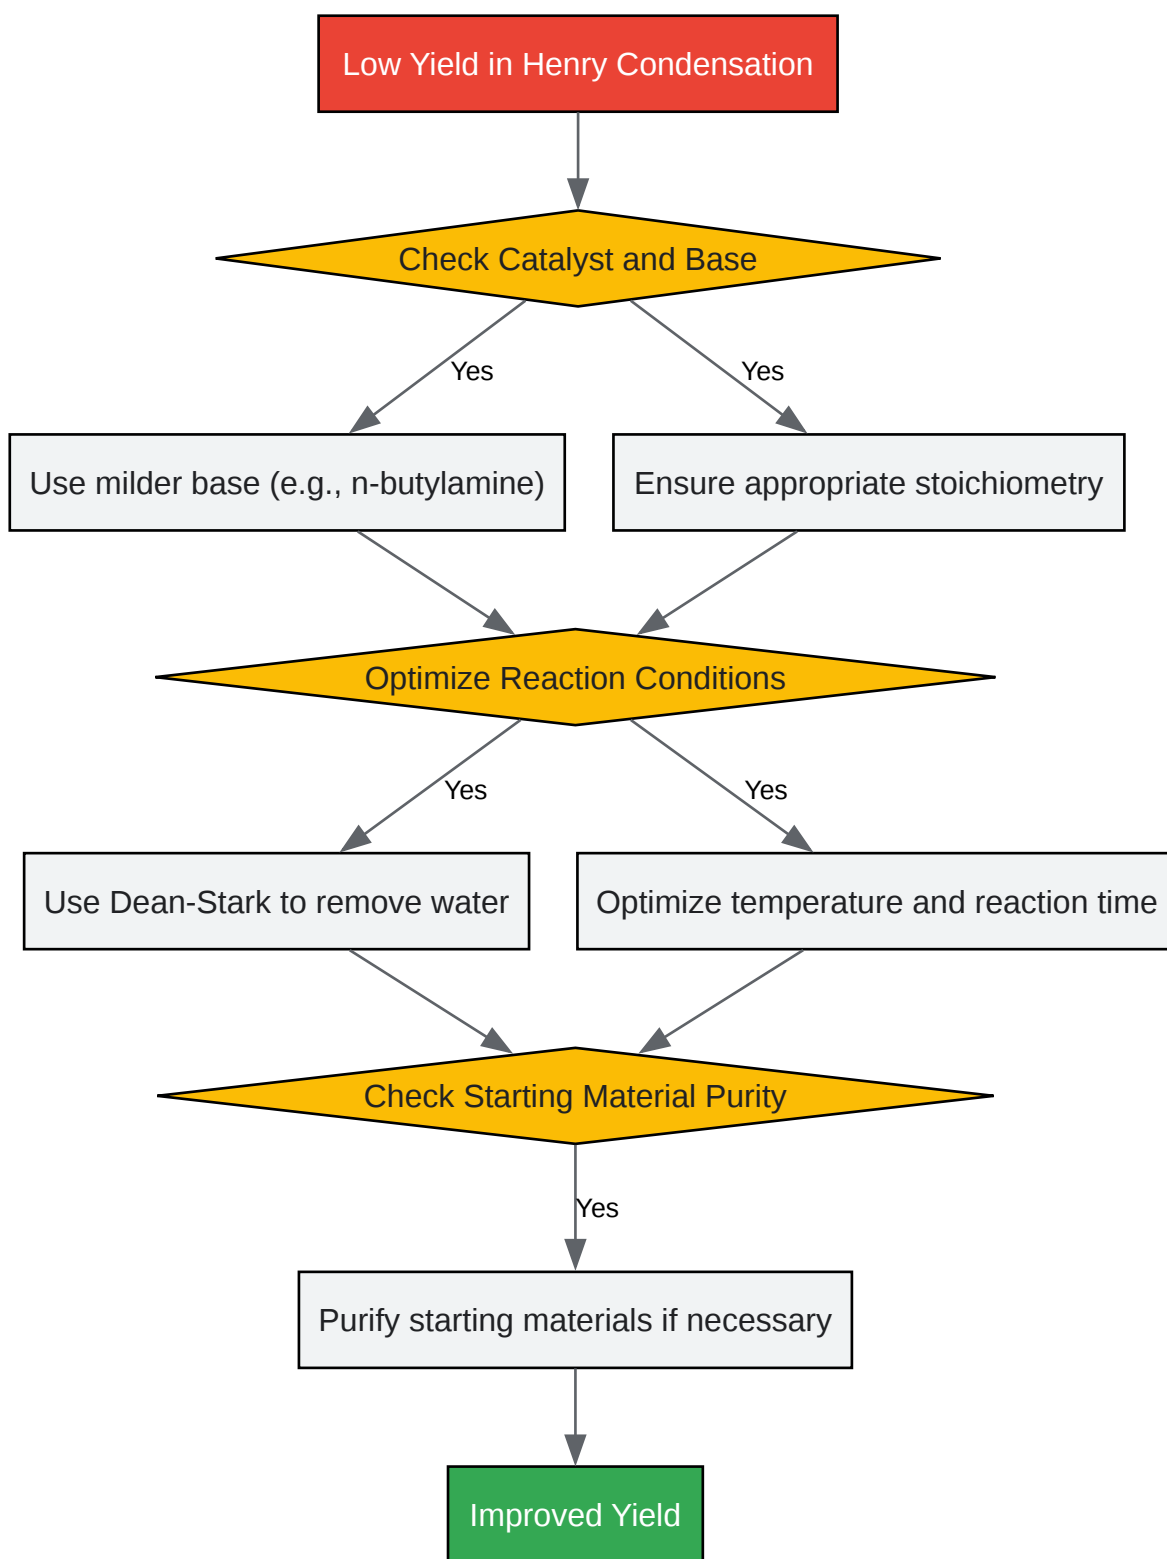 Low Yield in Henry Condensation
Check Catalyst and Base
Yes
Yes
Use milder base (e.g., n-butylamine)
Ensure appropriate stoichiometry
Optimize Reaction Conditions
Yes
Yes
Use Dean-Stark to remove water
Optimize temperature and reaction time
Check Starting Material Purity
Yes
Purify starting materials if necessary
Improved Yield